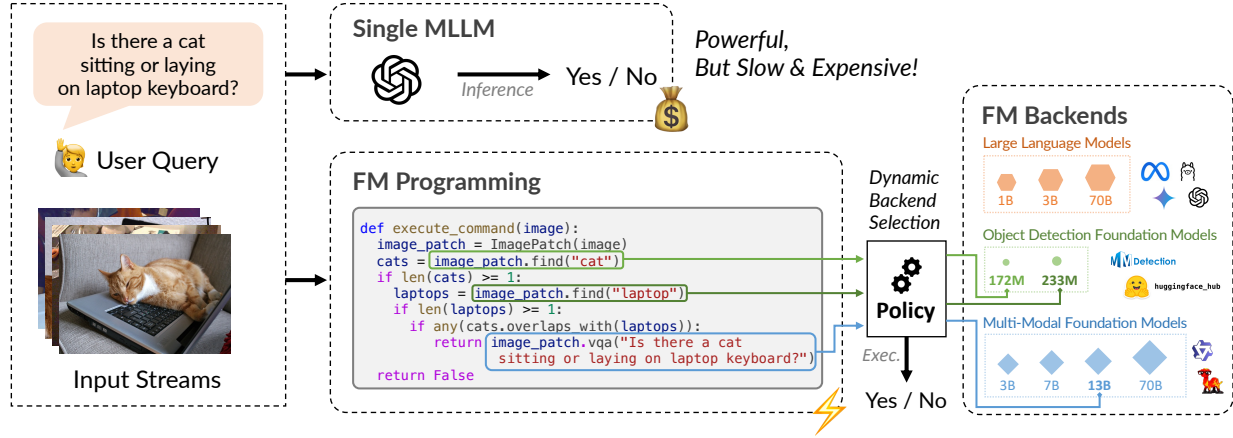 Is there a cat
sitting or laying
on laptop keyboard?
User Query
Input Streams
Single MLLM
Inference
Yes / No
Powerful,
But Slow & Expensive!
FM Programming
def execute_command(image):
image_patch = ImagePatch(image)
cats = image_patch.find("cat")
if len(cats) >= 1:
laptops = image_patch.find("laptop")
if len(laptops) >= 1:
if any(cats.overlaps_with(laptops)):
return image_patch.vqa("Is there a cat
sitting or laying on laptop keyboard?")
return False
Dynamic
Backend
Selection
Policy
Exec.
Yes / No
FM Backends
Large Language Models
1B 3B 70B
Object Detection Foundation Models
172M 233M
MM Detection
huggingface_hub
Multi-Modal Foundation Models
3B 7B 13B 70B